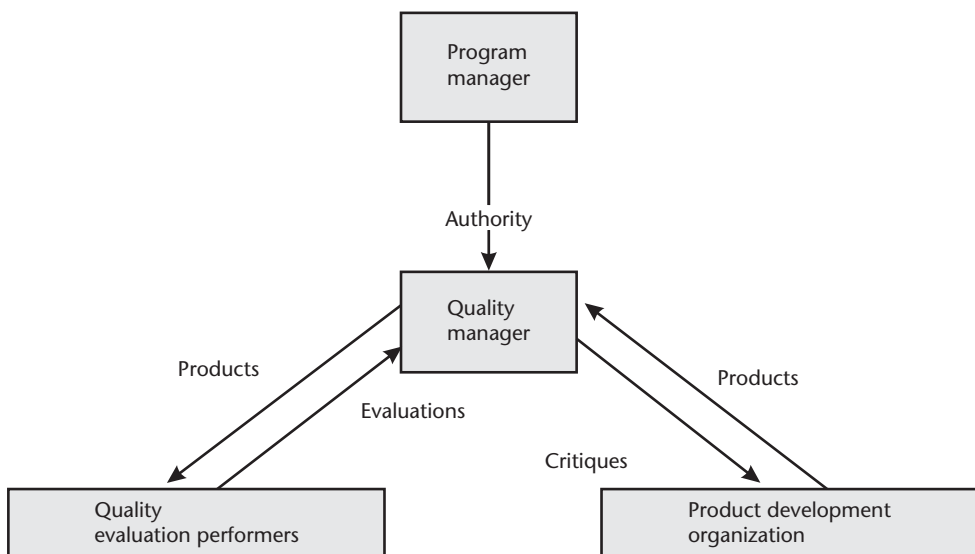 Program
manager
Authority
Quality
manager
Products
Evaluations
Products
Critiques
Quality
evaluation performers
Product development
organization